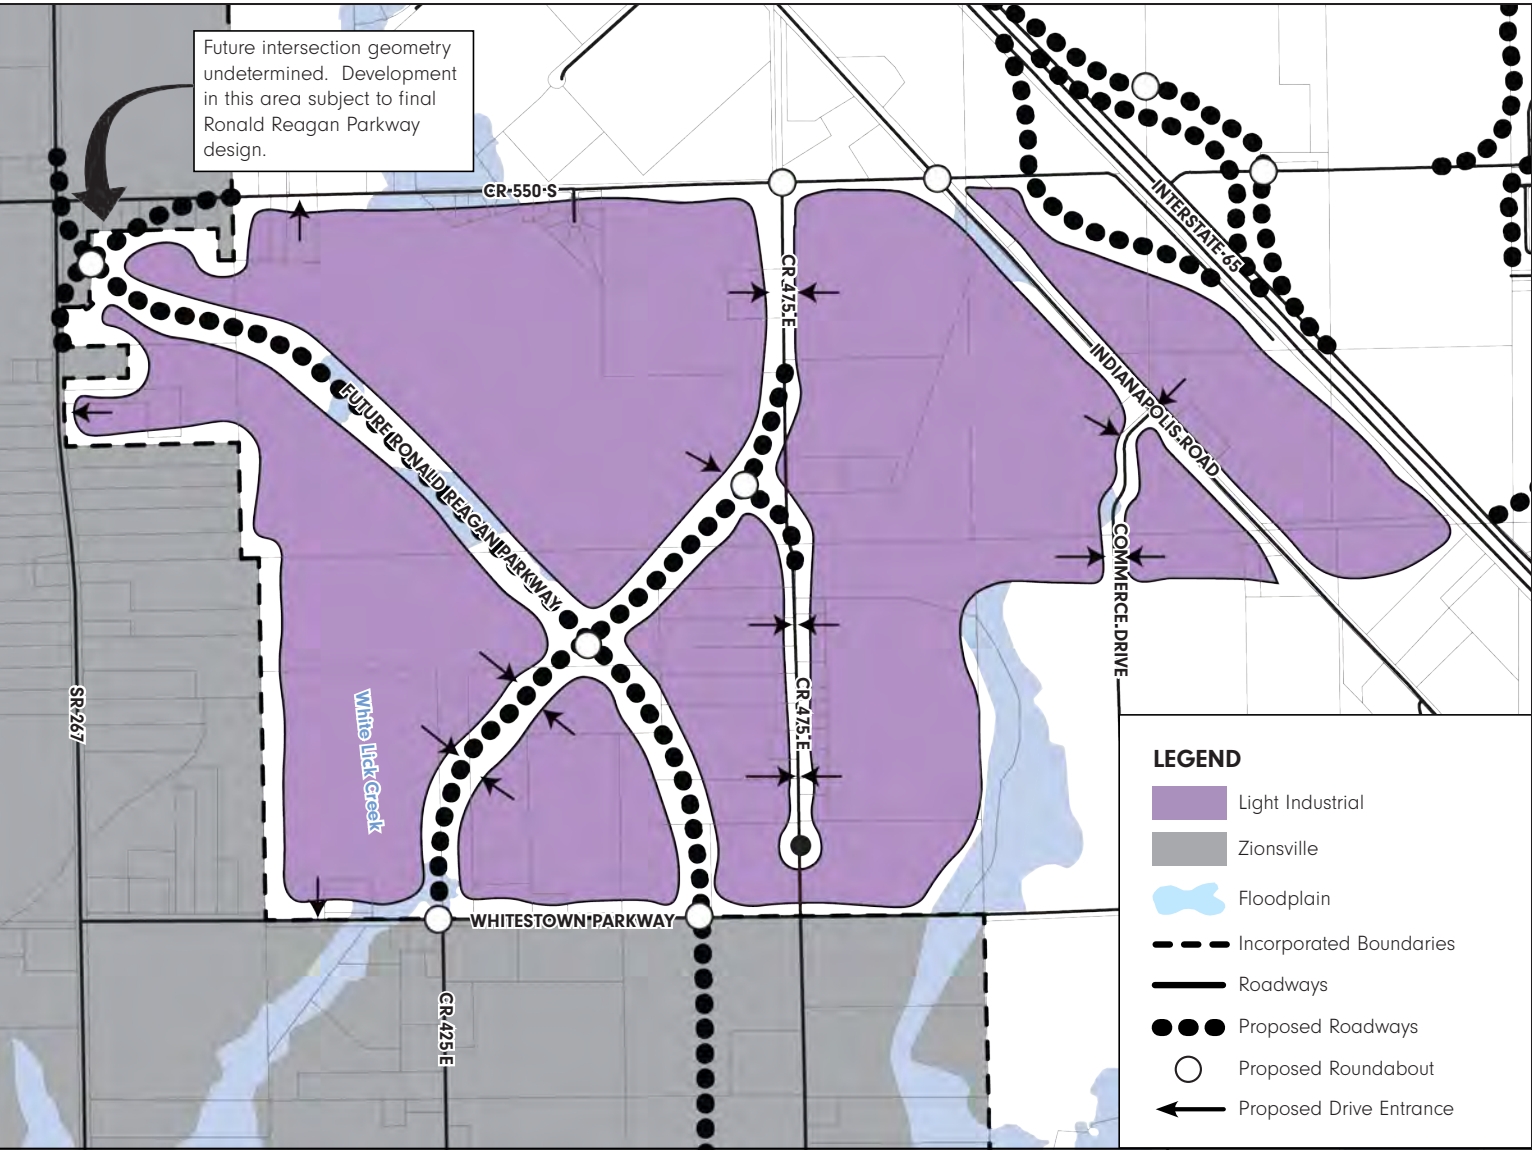 Future intersection geometry
undetermined. Development
in this area subject to final
Ronald Reagan Parkway
design.
CR 550 S
INTERSTATE 65
CR 475 E
INDIANAPOLIS ROAD
FUTURE RONALD REAGAN PARKWAY
COMMERCE DRIVE
SR 267
CR 475 E
White Lick Creek
WHITESTOWN PARKWAY
CR 425 E
LEGEND
Light Industrial
Zionsville
Floodplain
Incorporated Boundaries
Roadways
Proposed Roadways
Proposed Roundabout
Proposed Drive Entrance